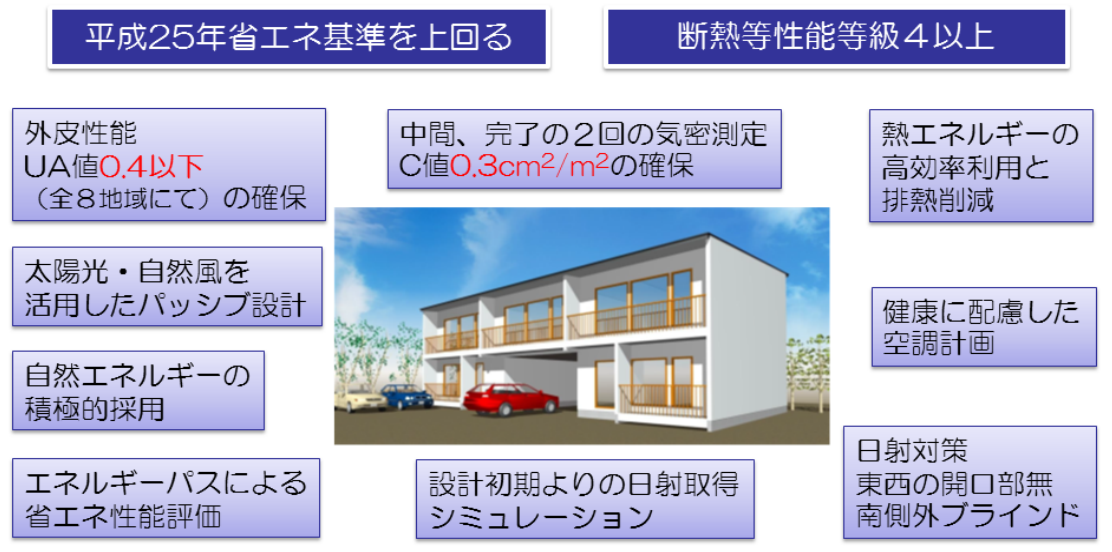 平成25年省エネ基準を上回る
断熱等性能等級４以上
外皮性能
UA値0.4以下
（全８地域にて）の確保
中間、完了の２回の気密測定
C値0.3cm²/m²の確保
熱エネルギーの
高効率利用と
排熱削減
太陽光・自然風を
活用したパッシブ設計
健康に配慮した
空調計画
自然エネルギーの
積極的採用
日射対策
東西の開口部無
南側外ブラインド
エネルギーパスによる
省エネ性能評価
設計初期よりの日射取得
シミュレーション